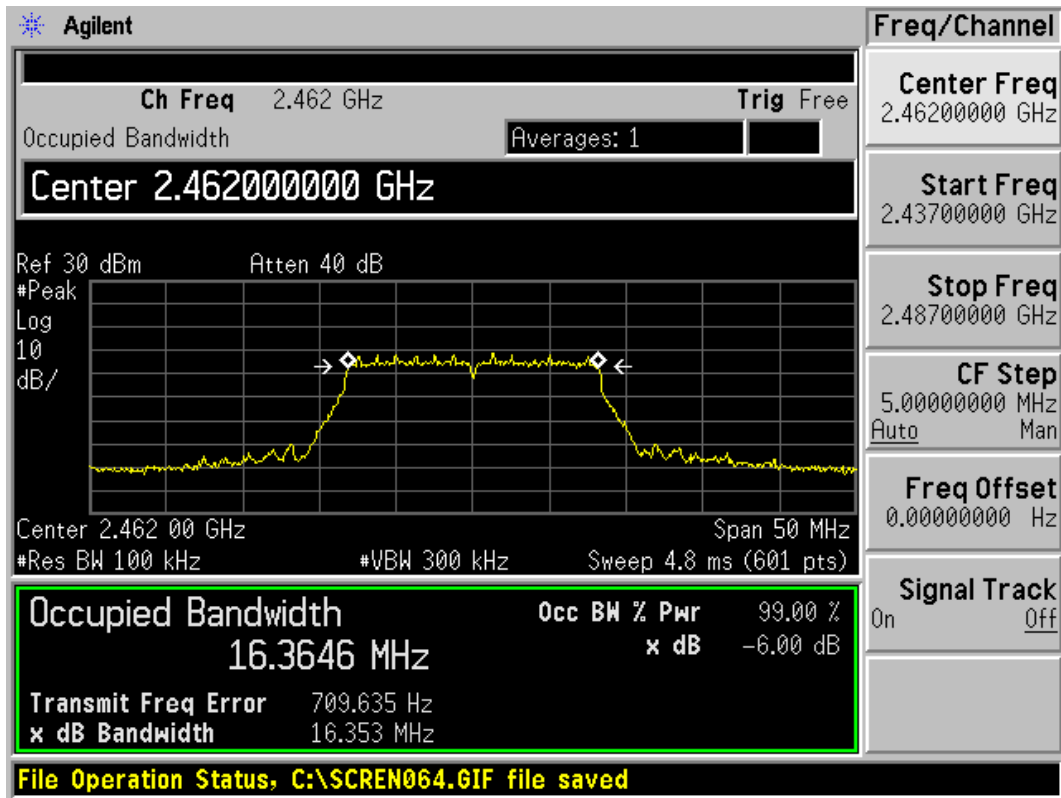 Agilent
Freq/Channel
Ch Freq 2.462 GHz Trig Free
Occupied Bandwidth Averages: 1
Center 2.462000000 GHz
Ref 30 dBm Atten 40 dB
#Peak
Log
10
dB/
Center 2.462 00 GHz Span 50 MHz
#Res BW 100 kHz #VBW 300 kHz Sweep 4.8 ms (601 pts)
Occupied Bandwidth Occ BW % Pwr 99.00 %
16.3646 MHz x dB -6.00 dB
Transmit Freq Error 709.635 Hz
x dB Bandwidth 16.353 MHz
Center Freq
2.46200000 GHz
Start Freq
2.43700000 GHz
Stop Freq
2.48700000 GHz
CF Step
5.00000000 MHz
Auto Man
Freq Offset
0.00000000 Hz
Signal Track
On Off
File Operation Status, C:\SCREN064.GIF file saved